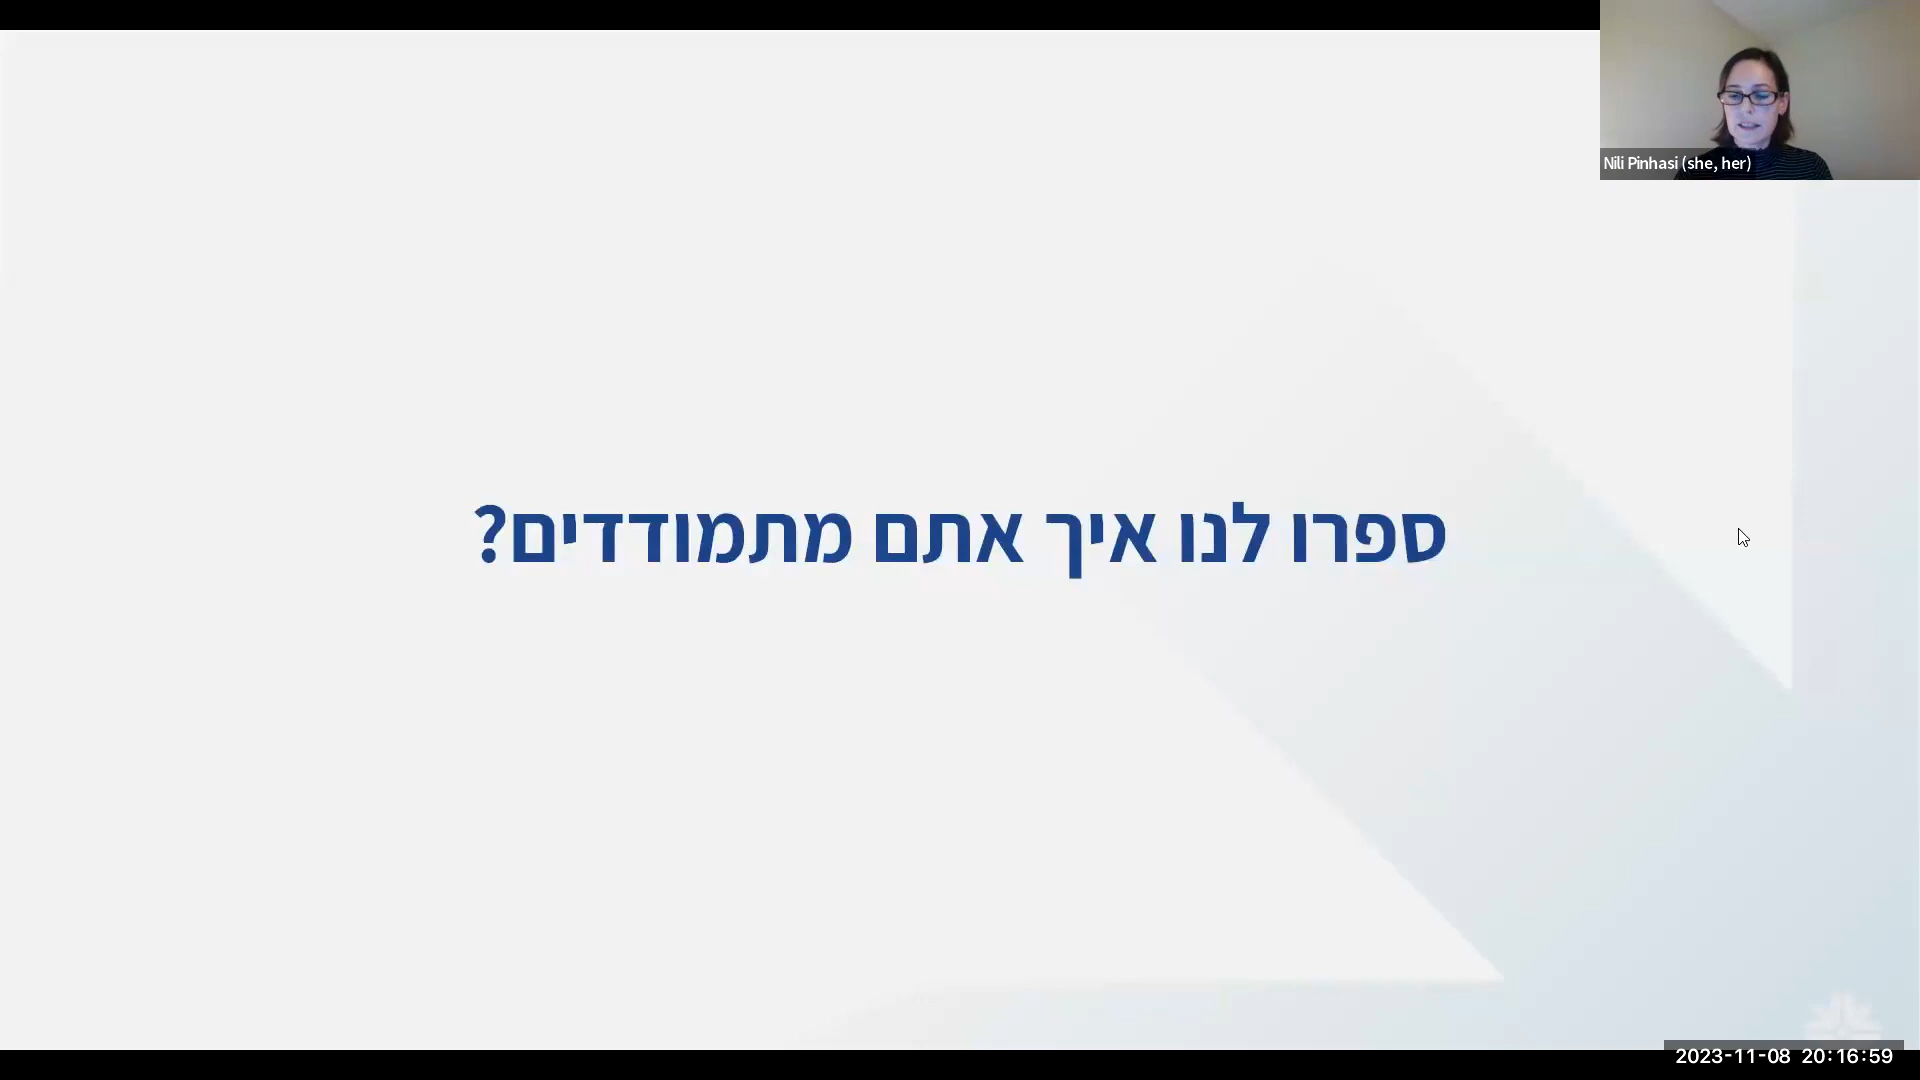 Nili Pinhasi (she, her)
ספרו לנו איך אתם מתמודדים?
2023-11-08 20:16:59